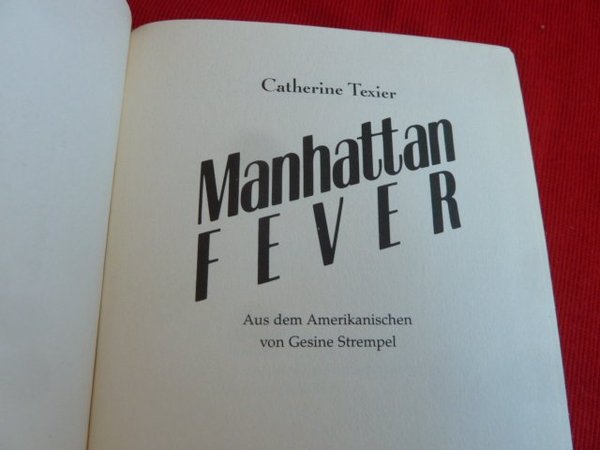 Catherine Texier
Manhattan
FEVER
Aus dem Amerikanischen
von Gesine Strempel